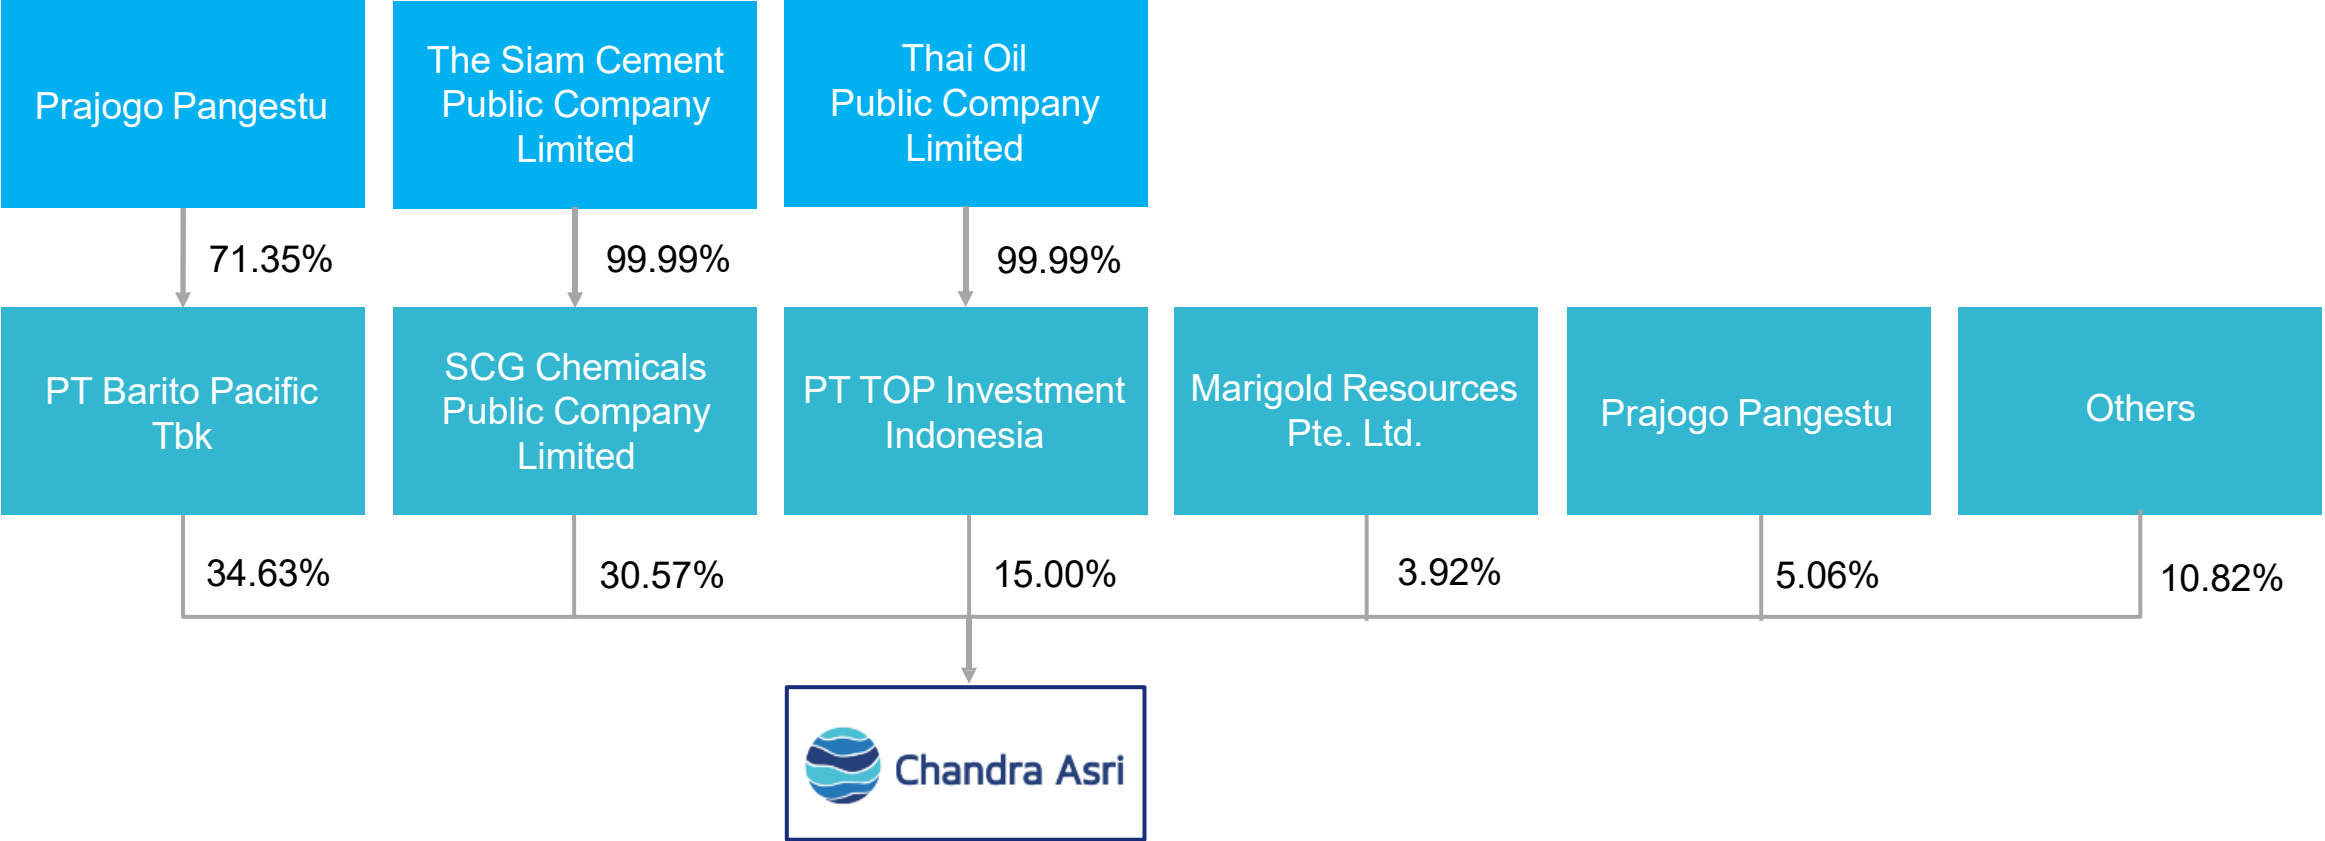 Prajogo Pangestu
The Siam Cement
Public Company
Limited
Thai Oil
Public Company
Limited
71.35%
99.99%
99.99%
PT Barito Pacific
Tbk
SCG Chemicals
Public Company
Limited
PT TOP Investment
Indonesia
Marigold Resources
Pte. Ltd.
Prajogo Pangestu
Others
34.63%
30.57%
15.00%
3.92%
5.06%
10.82%
Chandra Asri